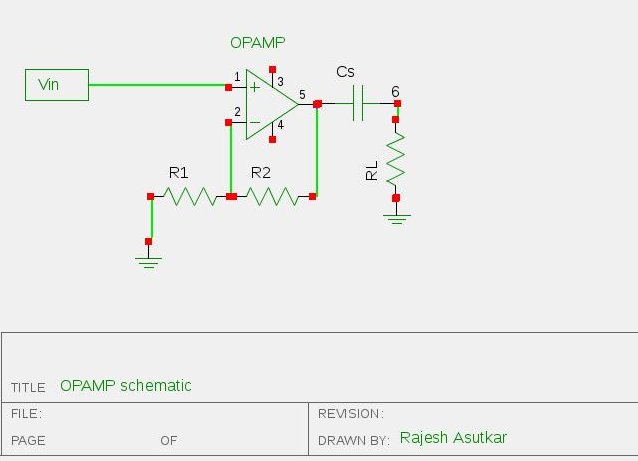 OPAMP
Vin
1
3
+
5
2
−
4
Cs
6
R1
R2
RL
TITLE OPAMP schematic
FILE:
REVISION:
PAGE OF
DRAWN BY: Rajesh Asutkar